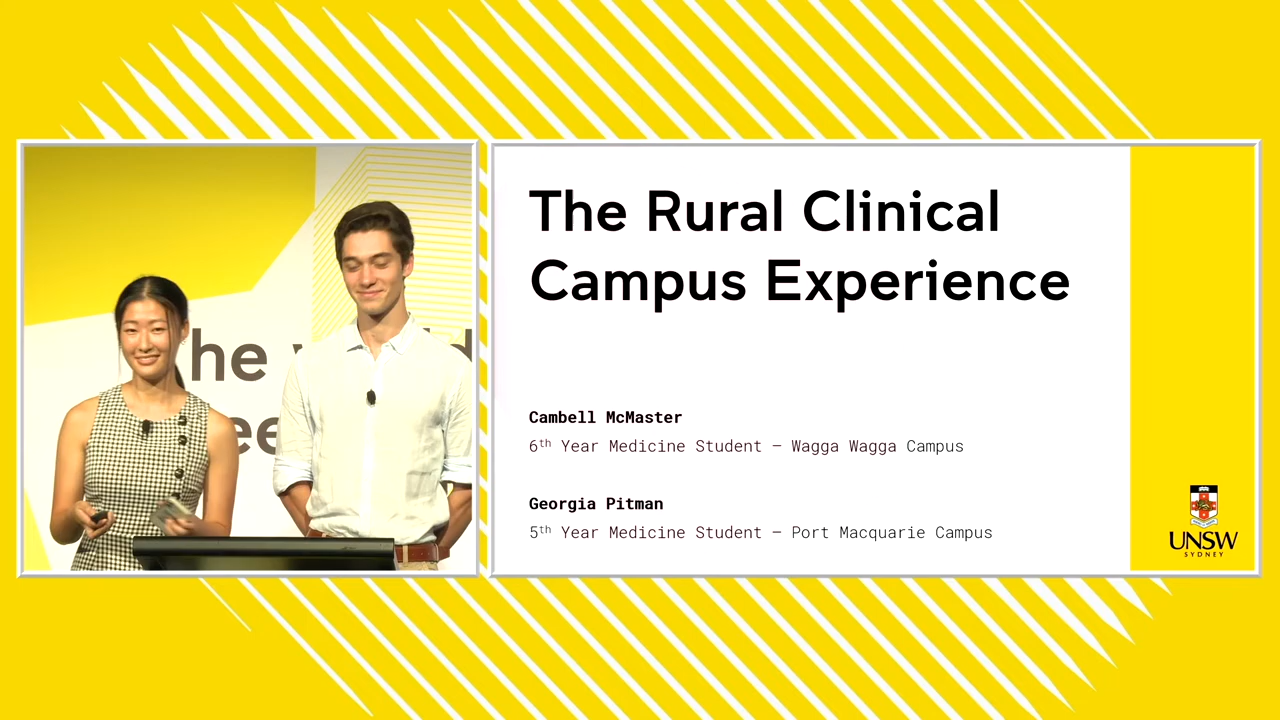 The Rural Clinical
Campus Experience
Cambell McMaster
6th Year Medicine Student – Wagga Wagga Campus
Georgia Pitman
5th Year Medicine Student – Port Macquarie Campus
UNSW
SYDNEY
he